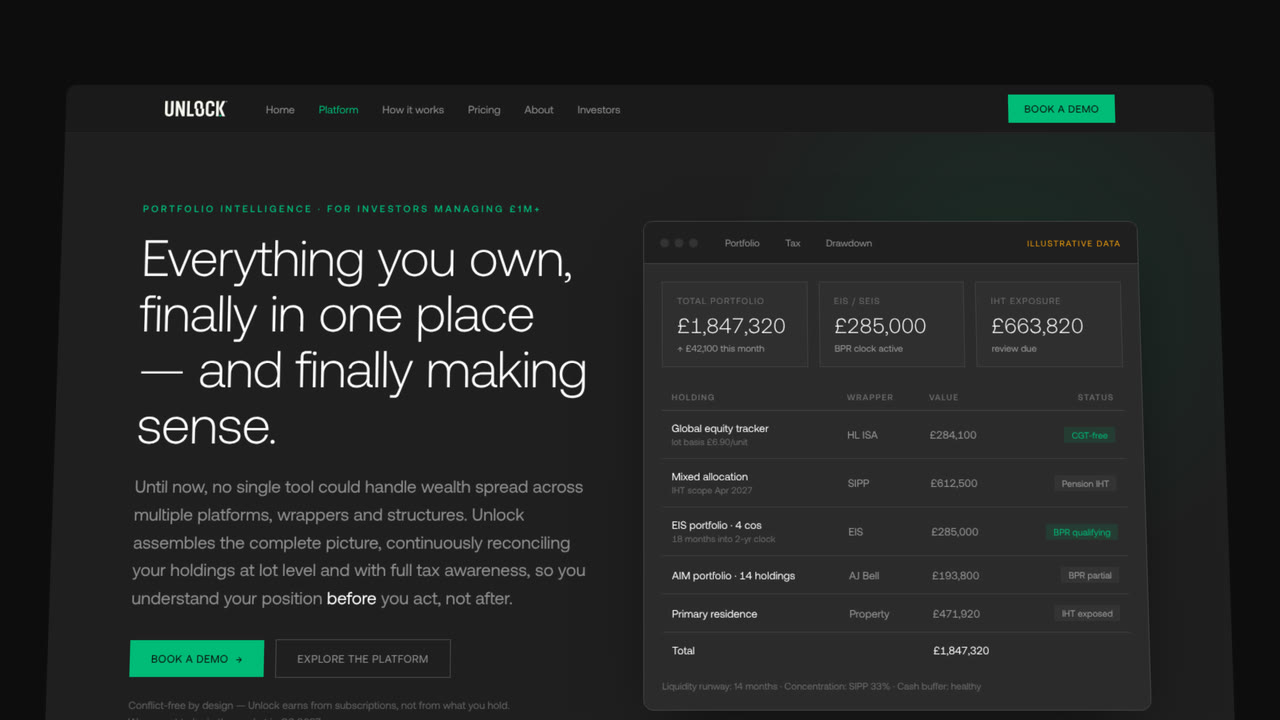 UNLOCK
Home Platform How it works Pricing About Investors
BOOK A DEMO
PORTFOLIO INTELLIGENCE · FOR INVESTORS MANAGING £1M+
Everything you own,
finally in one place
— and finally making
sense.
Until now, no single tool could handle wealth spread across
multiple platforms, wrappers and structures. Unlock
assembles the complete picture, continuously reconciling
your holdings at lot level and with full tax awareness, so you
understand your position before you act, not after.
BOOK A DEMO →
EXPLORE THE PLATFORM
Conflict-free by design — Unlock earns from subscriptions, not from what you hold.
Portfolio Tax Drawdown
ILLUSTRATIVE DATA
TOTAL PORTFOLIO
£1,847,320
↑ £42,100 this month
EIS / SEIS
£285,000
BPR clock active
IHT EXPOSURE
£663,820
review due
HOLDING WRAPPER VALUE STATUS
Global equity tracker
lot basis £6.90/unit
HL ISA £284,100 CGT-free
Mixed allocation
IHT scope Apr 2027
SIPP £612,500 Pension IHT
EIS portfolio · 4 cos
18 months into 2-yr clock
EIS £285,000 BPR qualifying
AIM portfolio · 14 holdings AJ Bell £193,800 BPR partial
Primary residence Property £471,920 IHT exposed
Total £1,847,320
Liquidity runway: 14 months · Concentration: SIPP 33% · Cash buffer: healthy